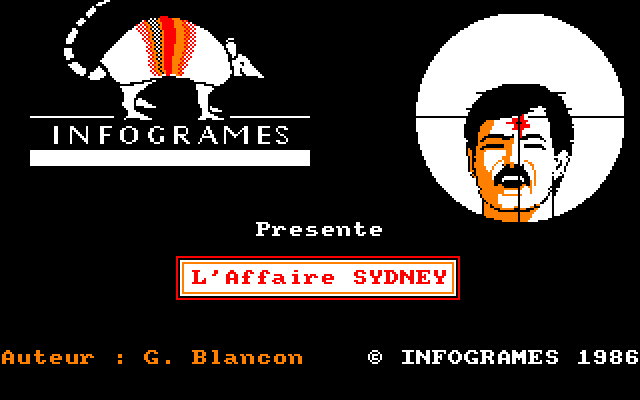 INFOGRAMES
Presente
L'Affaire SYDNEY
Auteur : G. Blancon © INFOGRAMES 1986